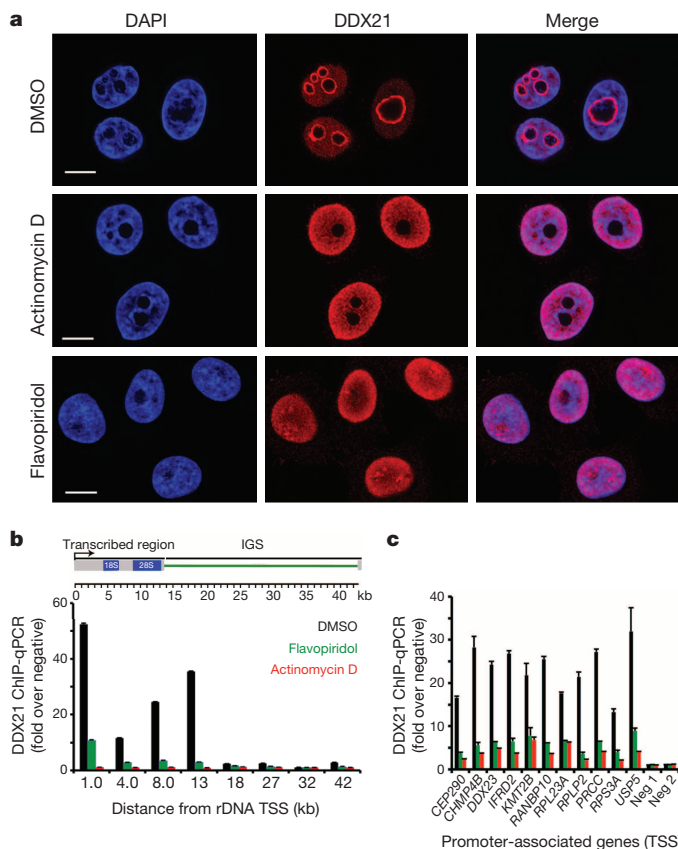 a
DAPI
DDX21
Merge
DMSO
Actinomycin D
Flavopiridol
b
Transcribed region
IGS
18S
28S
0 5 10 15 20 25 30 35 40 kb
DDX21 ChIP-qPCR
(fold over negative)
60
40
20
0
DMSO
Flavopiridol
Actinomycin D
1.0 4.0 8.0 13 18 27 32 42
Distance from rDNA TSS (kb)
c
DDX21 ChIP-qPCR
(fold over negative)
40
30
20
10
5
0
CEP290
CHMP4B
DDX23
IFRD2
KMT2B
RANBP10
RPL23A
RPLP2
PRCC
RPS3A
USP5
Neg 1
Neg 2
Promoter-associated genes (TSS